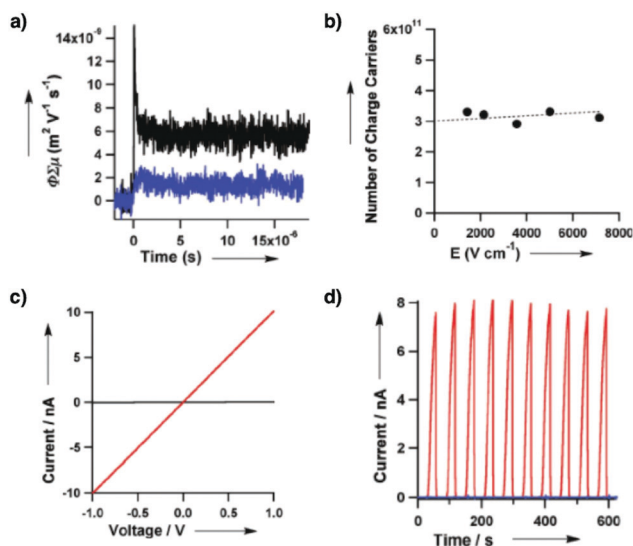 a)
14x10⁻⁹
12
10
8
6
4
2
0
ΦΣμ (m² V⁻¹ s⁻¹)
0
5
10
15x10⁻⁶
Time (s)
b)
6x10¹¹
5
4
3
2
1
0
Number of Charge Carriers
0
2000
4000
6000
8000
E (V cm⁻¹)
c)
10
5
0
-5
-10
Current / nA
-1.0
-0.5
0.0
0.5
1.0
Voltage / V
d)
8
6
4
2
0
Current / nA
0
200
400
600
Time / s